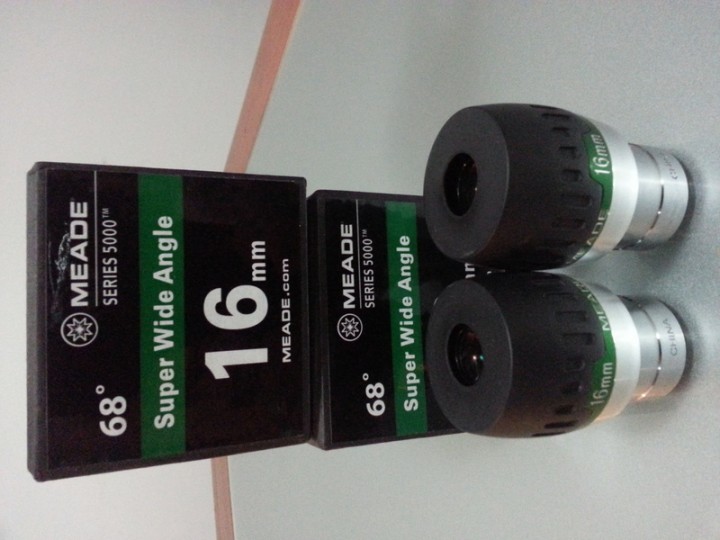 MEADE
SERIES 5000™
68°
Super Wide Angle
16mm
MEADE.com
MEADE
SERIES 5000™
68°
Super Wide Angle
16mm
16mm MEADE
CHINA